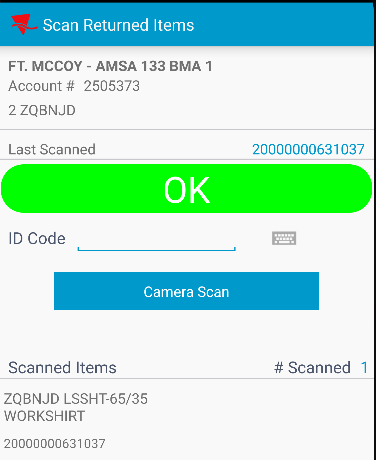 Scan Returned Items
FT. MCCOY - AMSA 133 BMA 1
Account # 2505373
2 ZQBNJD
Last Scanned 20000000631037
OK
ID Code
Camera Scan
Scanned Items # Scanned 1
ZQBNJD LSSHT-65/35
WORKSHIRT
20000000631037